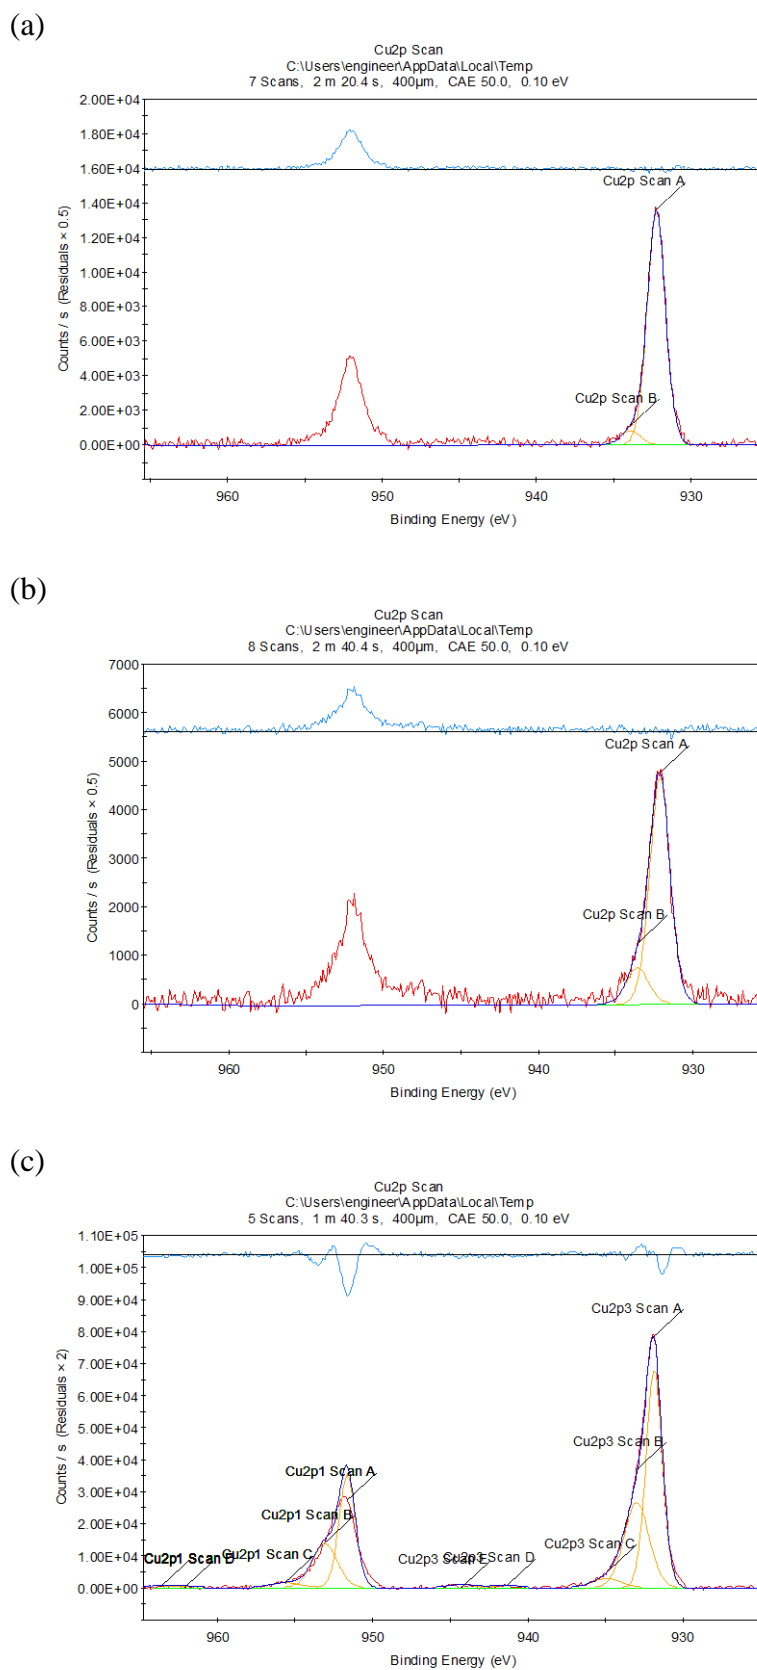 (a)
Cu2p Scan
C:\Users\engineer\AppData\Local\Temp
7 Scans, 2 m 20.4 s, 400µm, CAE 50.0, 0.10 eV
2.00E+04
1.80E+04
1.60E+04
1.40E+04
1.20E+04
1.00E+04
8.00E+03
6.00E+03
4.00E+03
2.00E+03
0.00E+00
Counts / s (Residuals × 0.5)
Cu2p Scan A
Cu2p Scan B
960 950 940 930
Binding Energy (eV)
(b)
Cu2p Scan
C:\Users\engineer\AppData\Local\Temp
8 Scans, 2 m 40.4 s, 400µm, CAE 50.0, 0.10 eV
7000
6000
5000
4000
3000
2000
1000
0
Counts / s (Residuals × 0.5)
Cu2p Scan A
Cu2p Scan B
960 950 940 930
Binding Energy (eV)
(c)
Cu2p Scan
C:\Users\engineer\AppData\Local\Temp
5 Scans, 1 m 40.3 s, 400µm, CAE 50.0, 0.10 eV
1.10E+05
1.00E+05
9.00E+04
8.00E+04
7.00E+04
6.00E+04
5.00E+04
4.00E+04
3.00E+04
2.00E+04
1.00E+04
0.00E+00
Counts / s (Residuals × 2)
Cu2p3 Scan A
Cu2p3 Scan B
Cu2p1 Scan A
Cu2p1 Scan B
Cu2p3 Scan C
Cu2p1 Scan C
Cu2p3 Scan E
Cu2p3 Scan D
Cu2p1 Scan D
960 950 940 930
Binding Energy (eV)